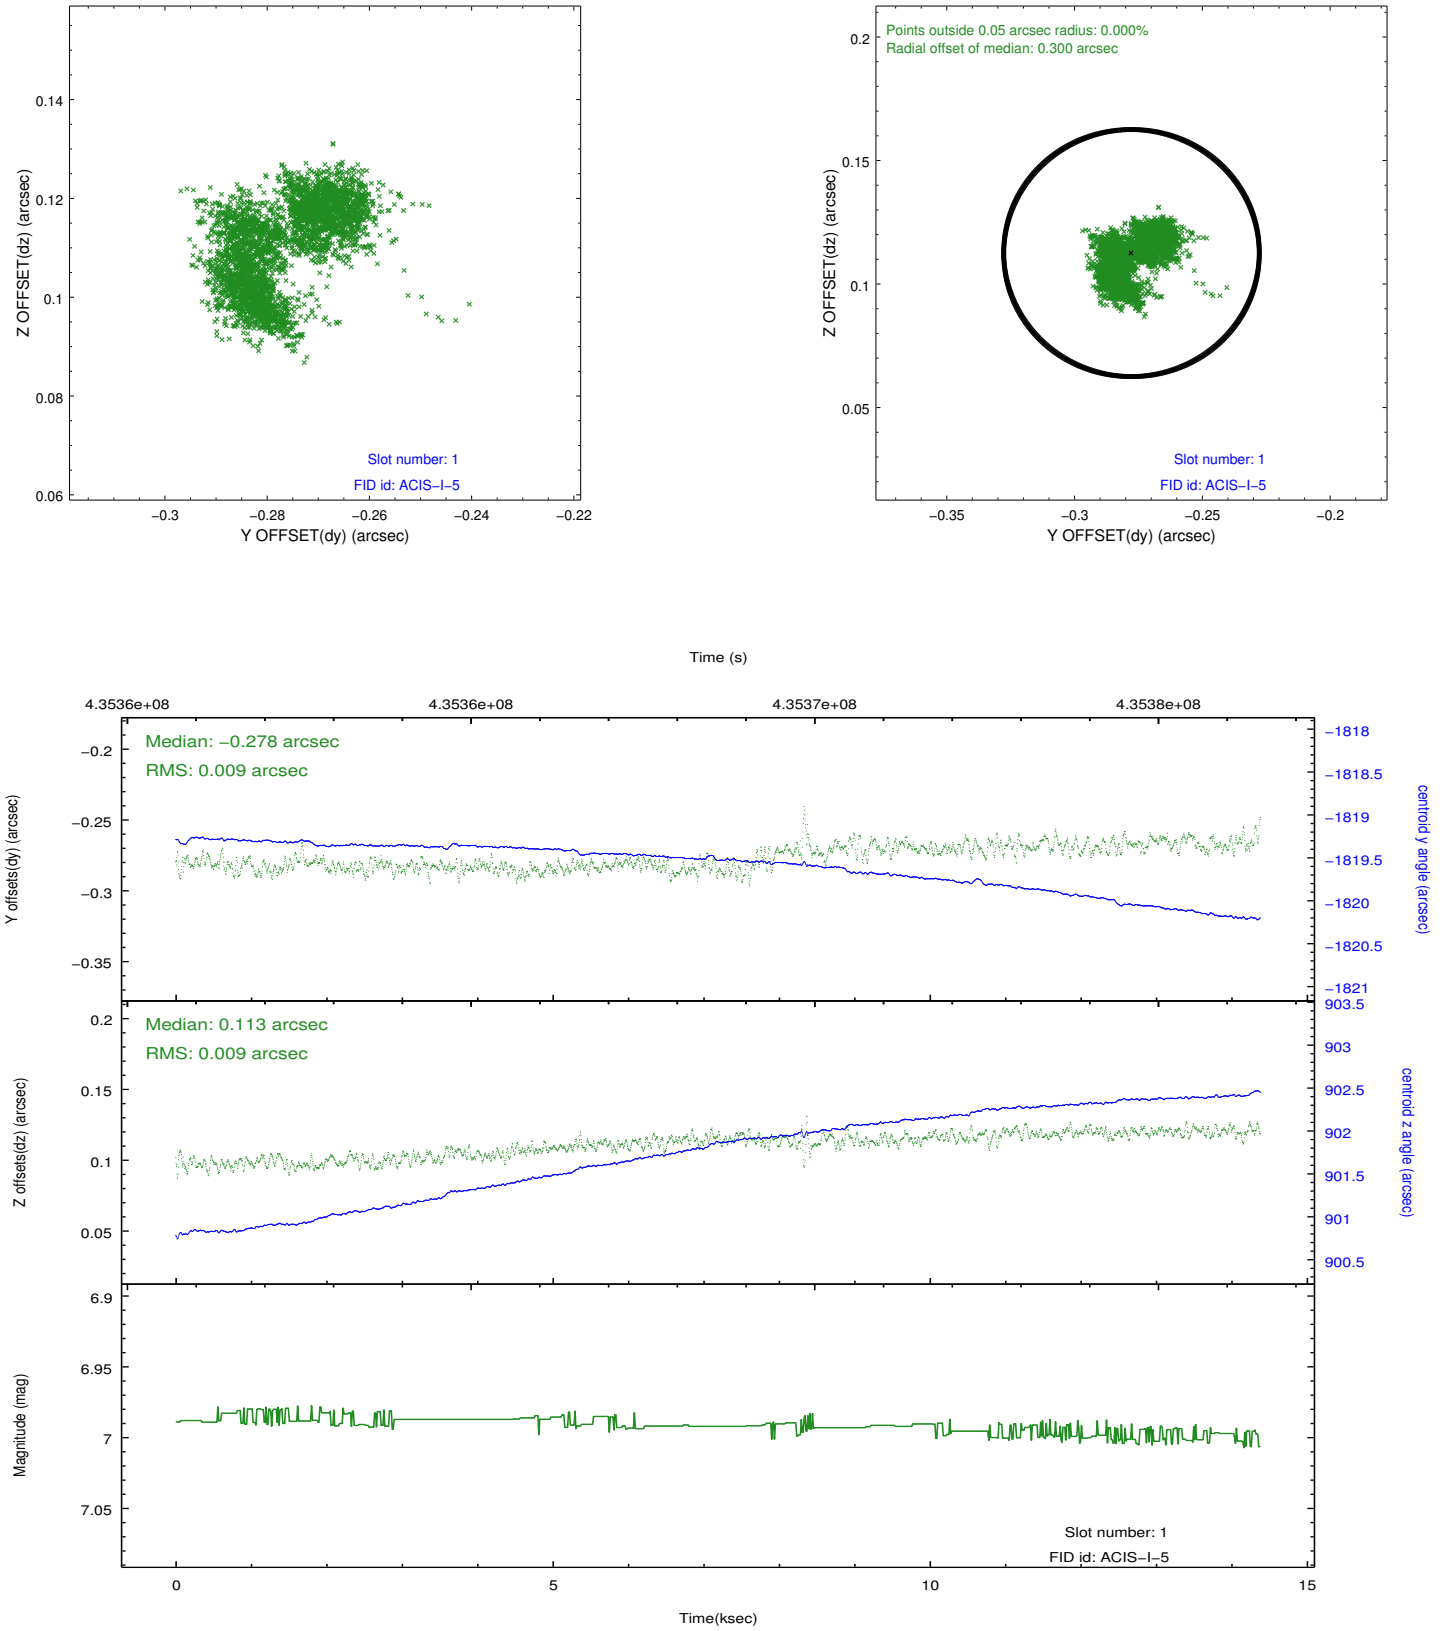 0.14
0.12
0.1
0.08
0.06
Z OFFSET(dz) (arcsec)
Slot number: 1
FID id: ACIS−I−5
−0.3
−0.28
−0.26
−0.24
−0.22
Y OFFSET(dy) (arcsec)
Points outside 0.05 arcsec radius: 0.000%
Radial offset of median: 0.300 arcsec
0.2
0.15
0.1
0.05
Z OFFSET(dz) (arcsec)
Slot number: 1
FID id: ACIS−I−5
−0.35
−0.3
−0.25
−0.2
Y OFFSET(dy) (arcsec)
Time (s)
4.3536e+08
4.3536e+08
4.3537e+08
4.3538e+08
Median: −0.278 arcsec
RMS: 0.009 arcsec
−0.2
−0.25
−0.3
−0.35
Y offsets(dy) (arcsec)
−1818
−1818.5
−1819
−1819.5
−1820
−1820.5
−1821
centroid y angle (arcsec)
Median: 0.113 arcsec
RMS: 0.009 arcsec
0.2
0.15
0.1
0.05
Z offsets(dz) (arcsec)
903.5
903
902.5
902
901.5
901
900.5
centroid z angle (arcsec)
6.9
6.95
7
7.05
Magnitude (mag)
Slot number: 1
FID id: ACIS−I−5
0
5
10
15
Time(ksec)